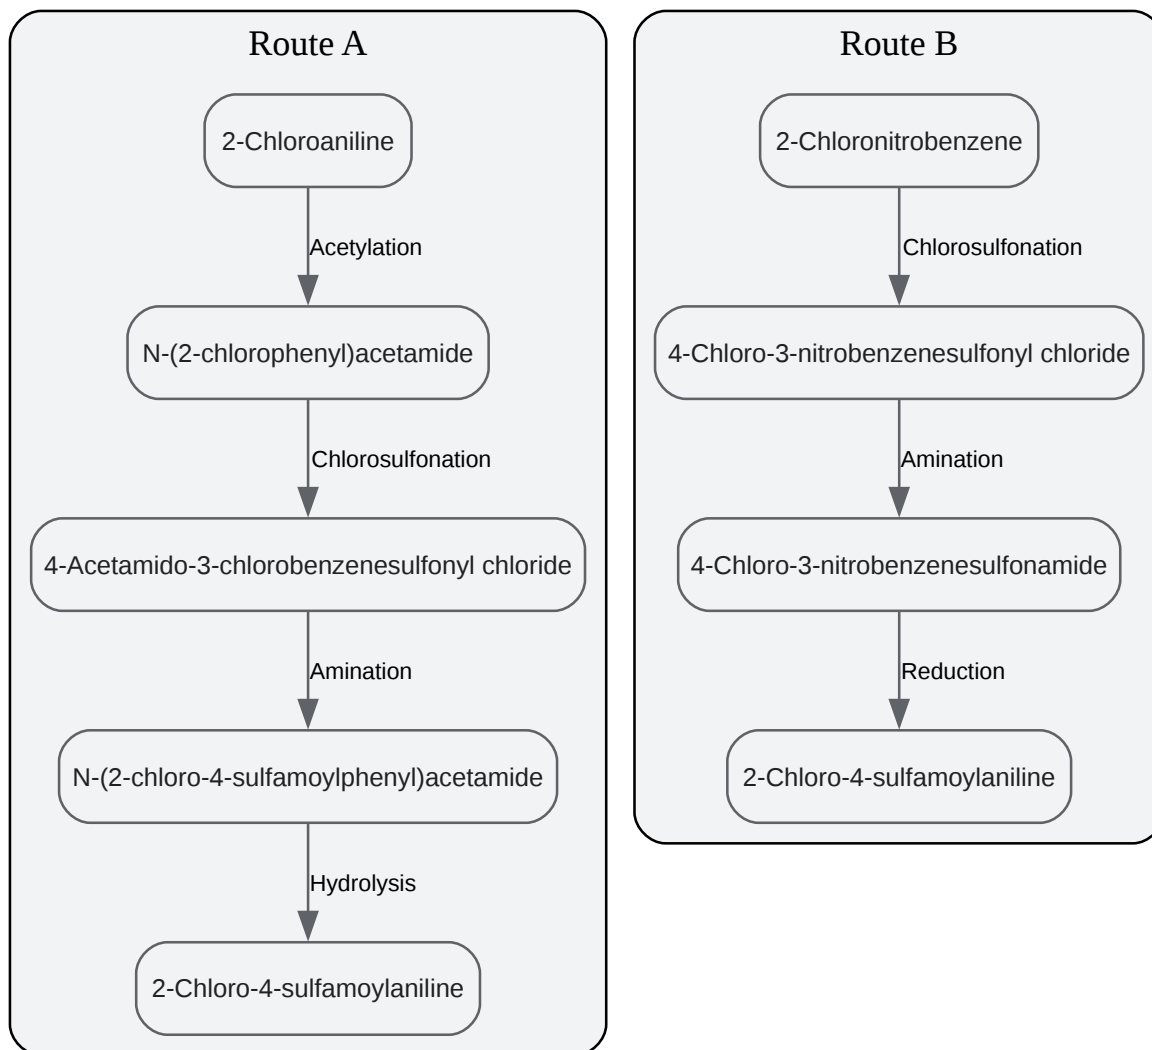 Route A
2-Chloroaniline
Acetylation
N-(2-chlorophenyl)acetamide
Chlorosulfonation
4-Acetamido-3-chlorobenzenesulfonyl chloride
Amination
N-(2-chloro-4-sulfamoylphenyl)acetamide
Hydrolysis
2-Chloro-4-sulfamoylaniline
Route B
2-Chloronitrobenzene
Chlorosulfonation
4-Chloro-3-nitrobenzenesulfonyl chloride
Amination
4-Chloro-3-nitrobenzenesulfonamide
Reduction
2-Chloro-4-sulfamoylaniline